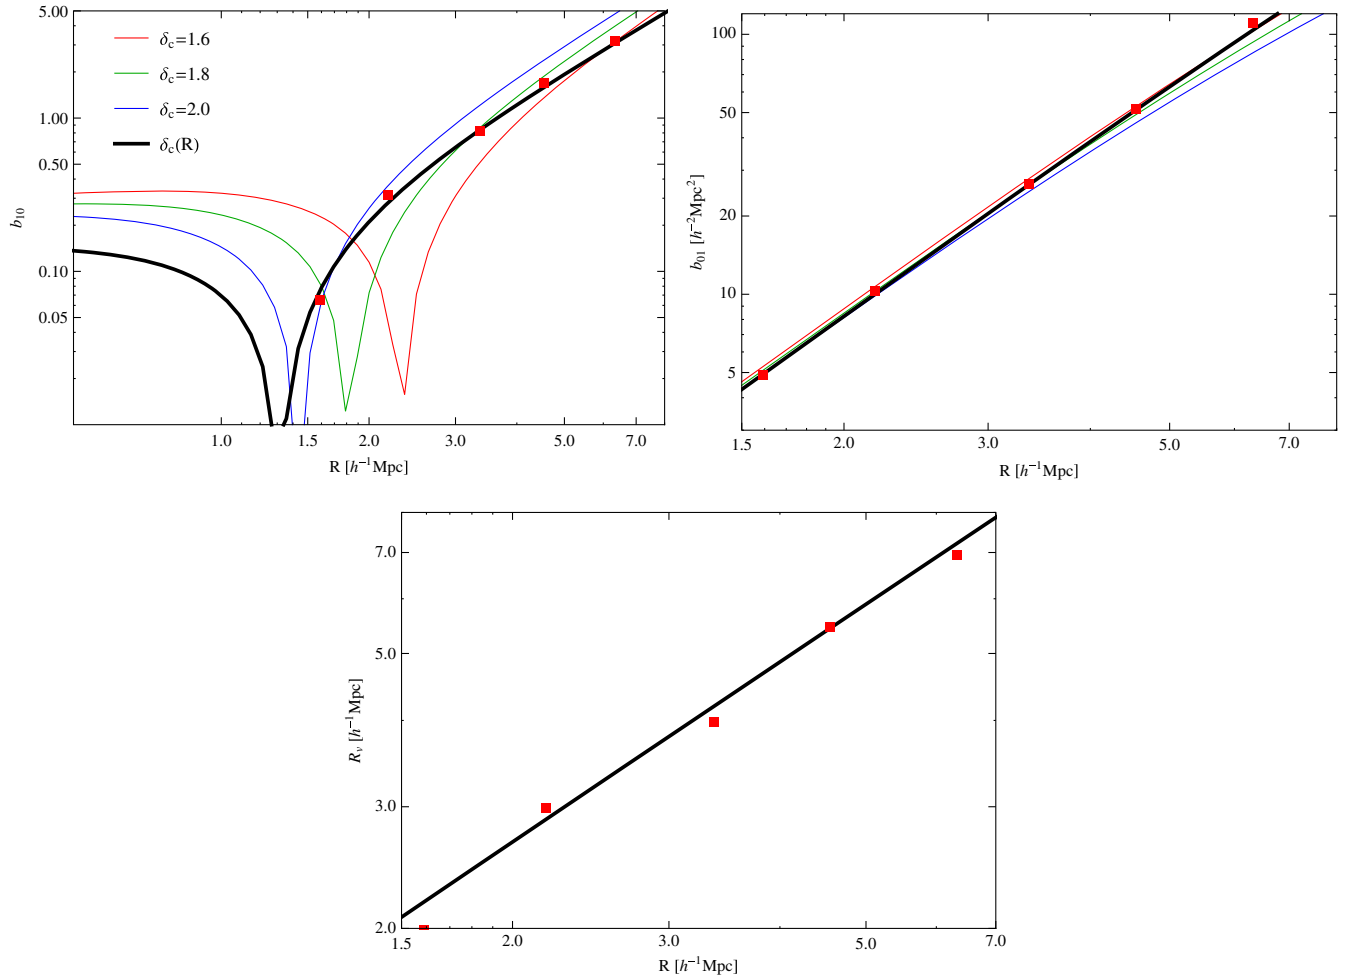 5.00
1.00
0.50
0.10
0.05
b₁₀
δc=1.6
δc=1.8
δc=2.0
δc(R)
1.0 1.5 2.0 3.0 5.0 7.0
R [h⁻¹Mpc]
100
50
20
10
5
b₀₁ [h⁻²Mpc²]
1.5 2.0 3.0 5.0 7.0
R [h⁻¹Mpc]
7.0
5.0
3.0
2.0
Rᵥ [h⁻¹Mpc]
1.5 2.0 3.0 5.0 7.0
R [h⁻¹Mpc]